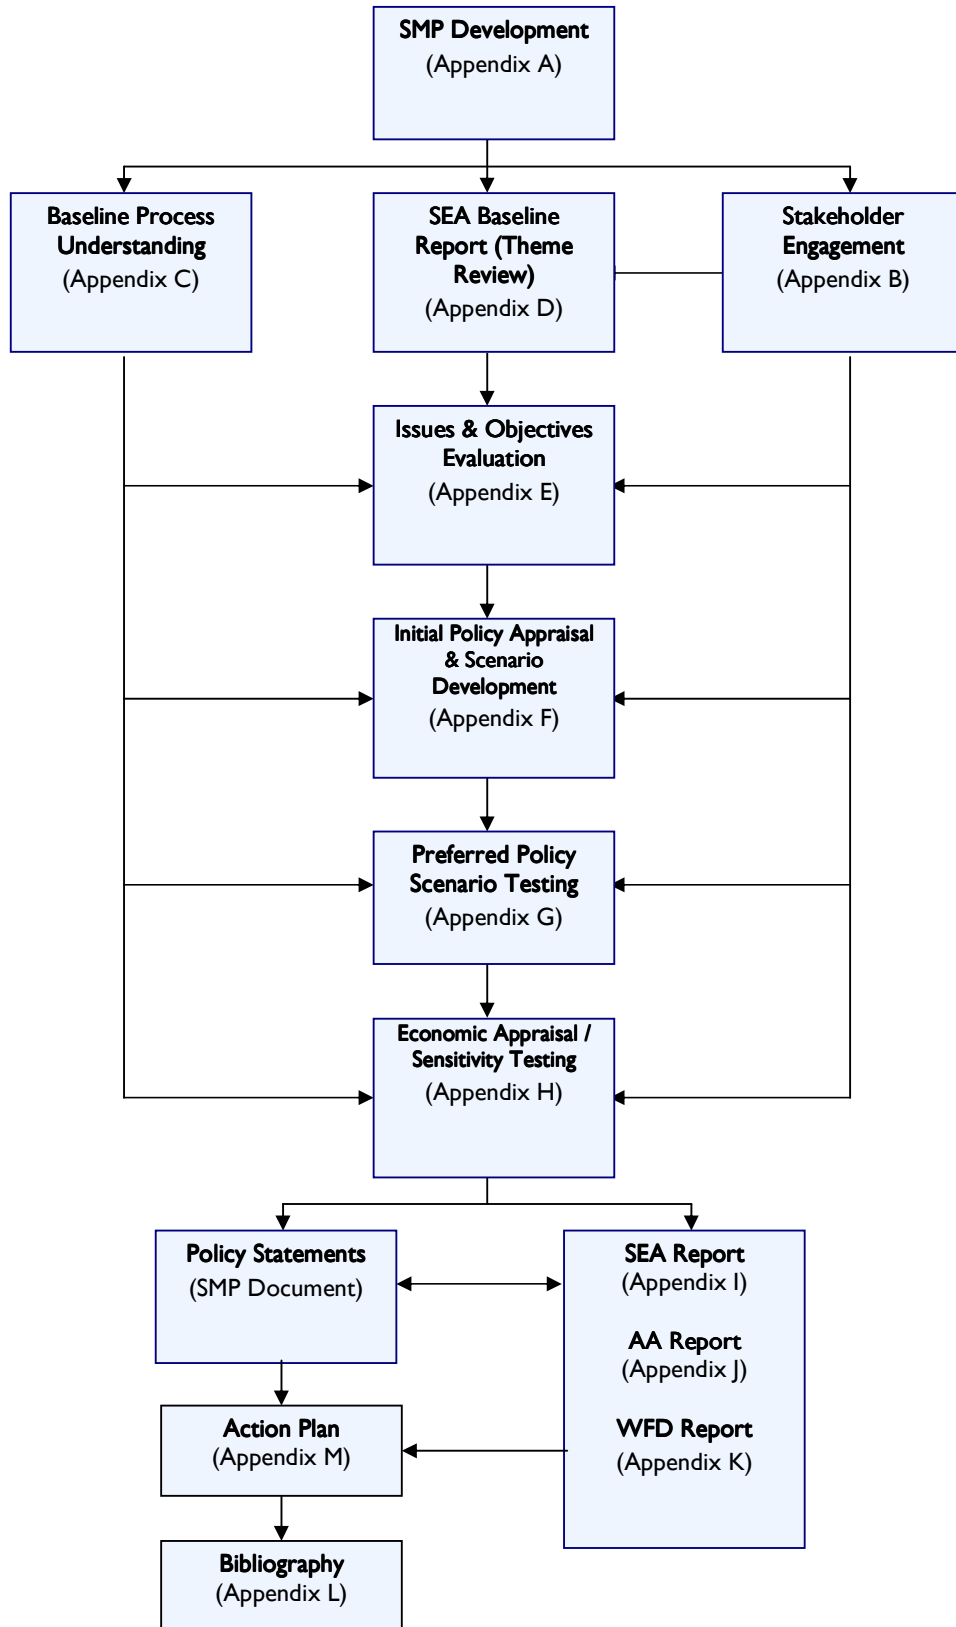 SMP Development
(Appendix A)
Baseline Process
Understanding
(Appendix C)
SEA Baseline
Report (Theme
Review)
(Appendix D)
Stakeholder
Engagement
(Appendix B)
Issues & Objectives
Evaluation
(Appendix E)
Initial Policy Appraisal
& Scenario
Development
(Appendix F)
Preferred Policy
Scenario Testing
(Appendix G)
Economic Appraisal /
Sensitivity Testing
(Appendix H)
Policy Statements
(SMP Document)
SEA Report
(Appendix I)
AA Report
(Appendix J)
WFD Report
(Appendix K)
Action Plan
(Appendix M)
Bibliography
(Appendix L)